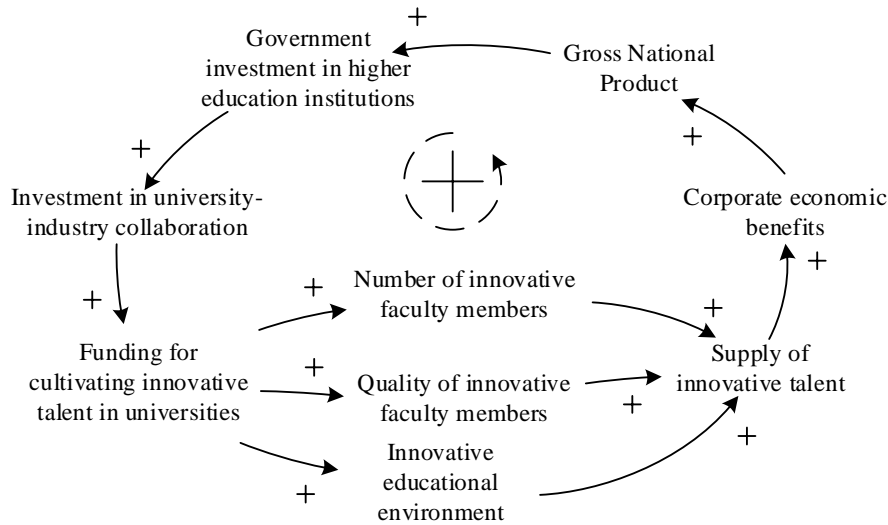 +
Government
investment in higher
education institutions
Gross National
Product
+
+
Investment in university-
industry collaboration
+
Corporate economic
benefits
+
+
Number of innovative
faculty members
+
+
Funding for
cultivating innovative
talent in universities
+
Quality of innovative
faculty members
+
Supply of
innovative talent
+
Innovative
educational
environment
+
+